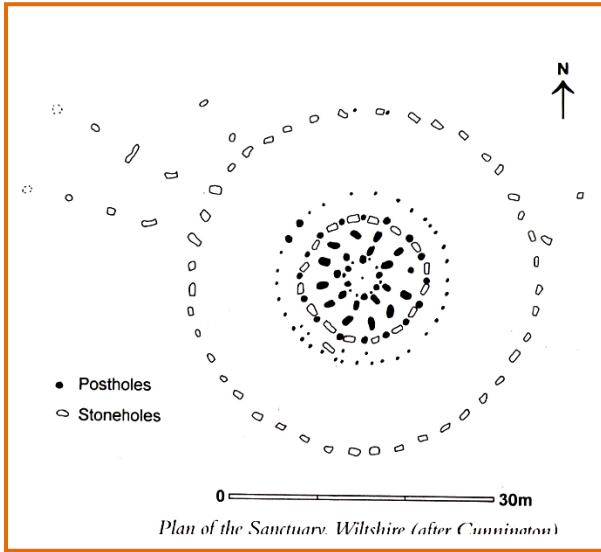 N
Postholes
Stoneholes
0 30m
Plan of the Sanctuary, Wiltshire (after Cunnington)